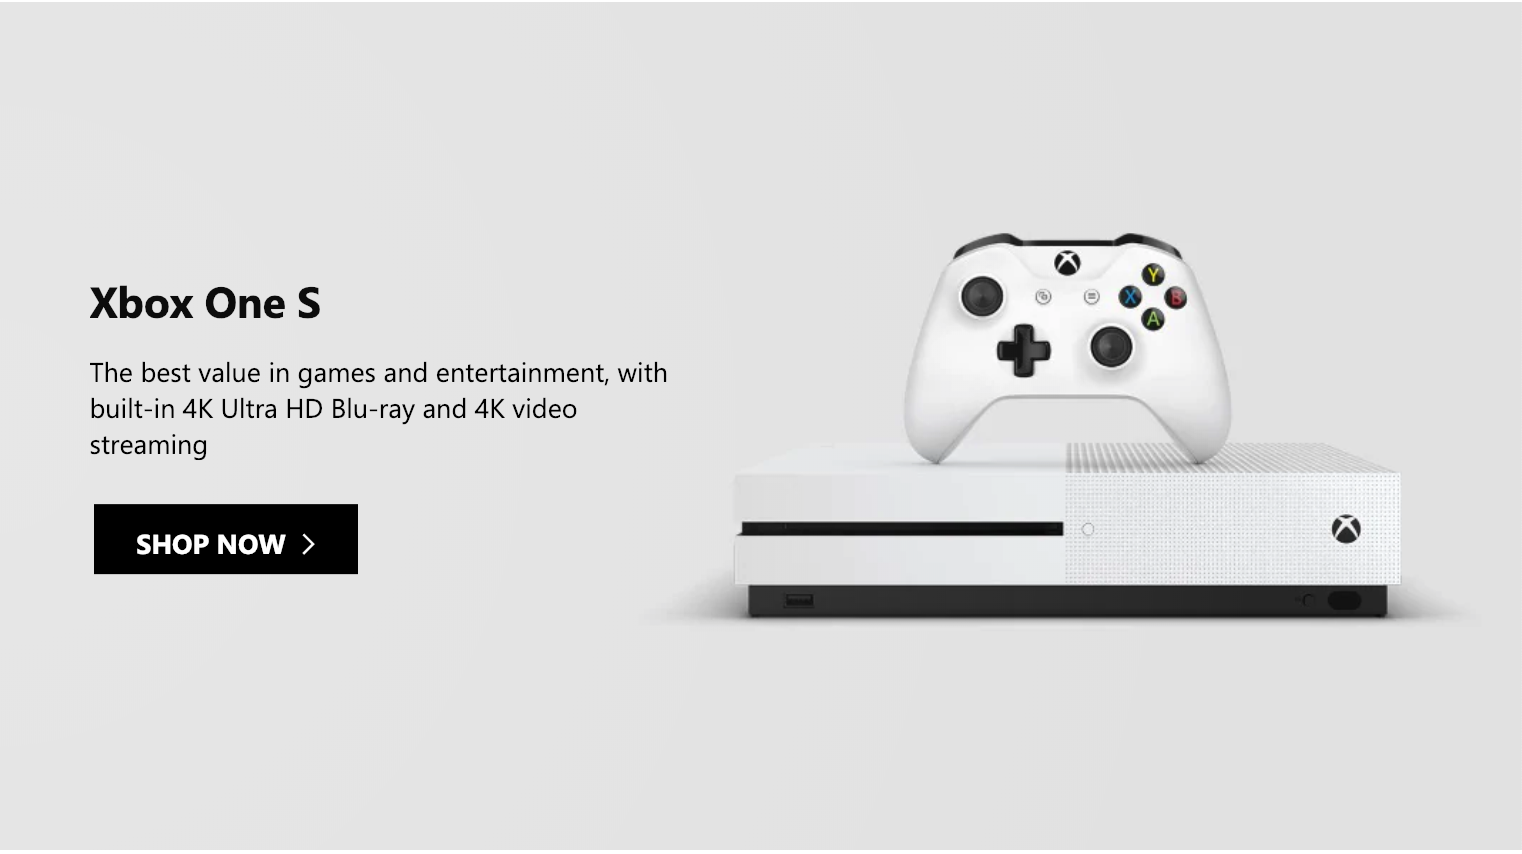 Xbox One S
The best value in games and entertainment, with
built-in 4K Ultra HD Blu-ray and 4K video
streaming
SHOP NOW
Y
X B
A